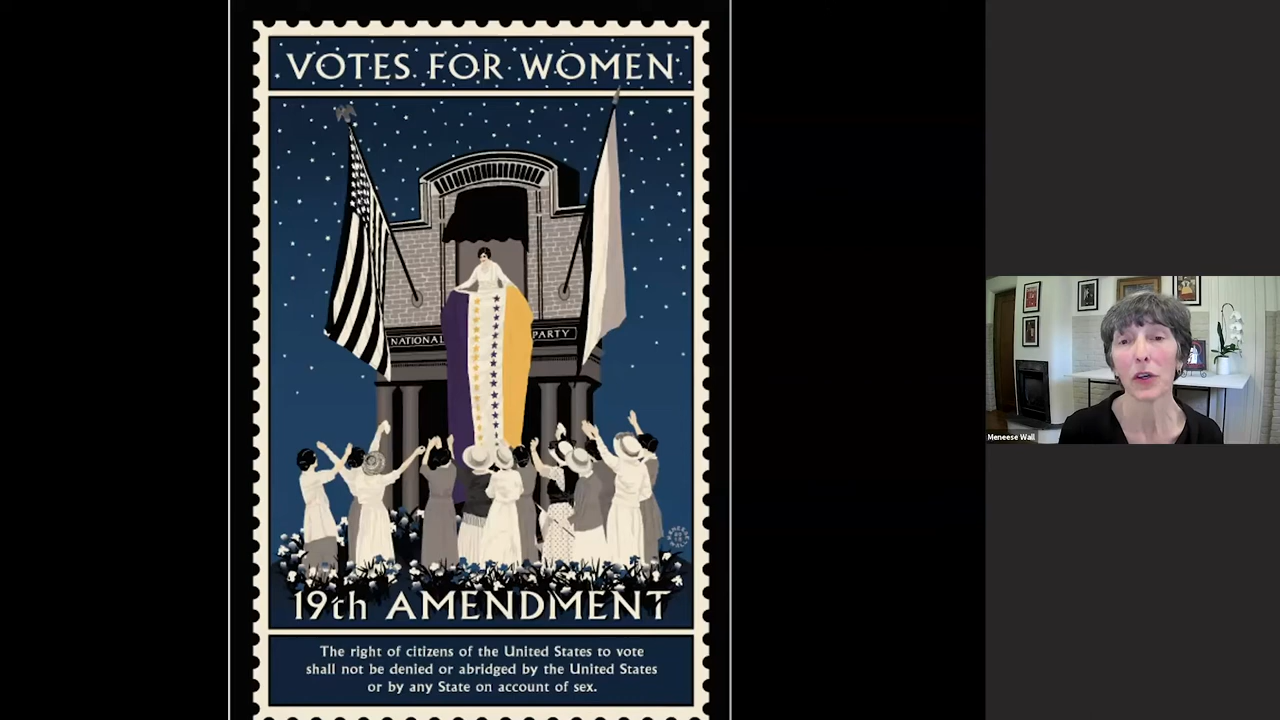 VOTES FOR WOMEN
NATIONAL PARTY
19th AMENDMENT
The right of citizens of the United States to vote
shall not be denied or abridged by the United States
or by any State on account of sex.
Meneese Wall